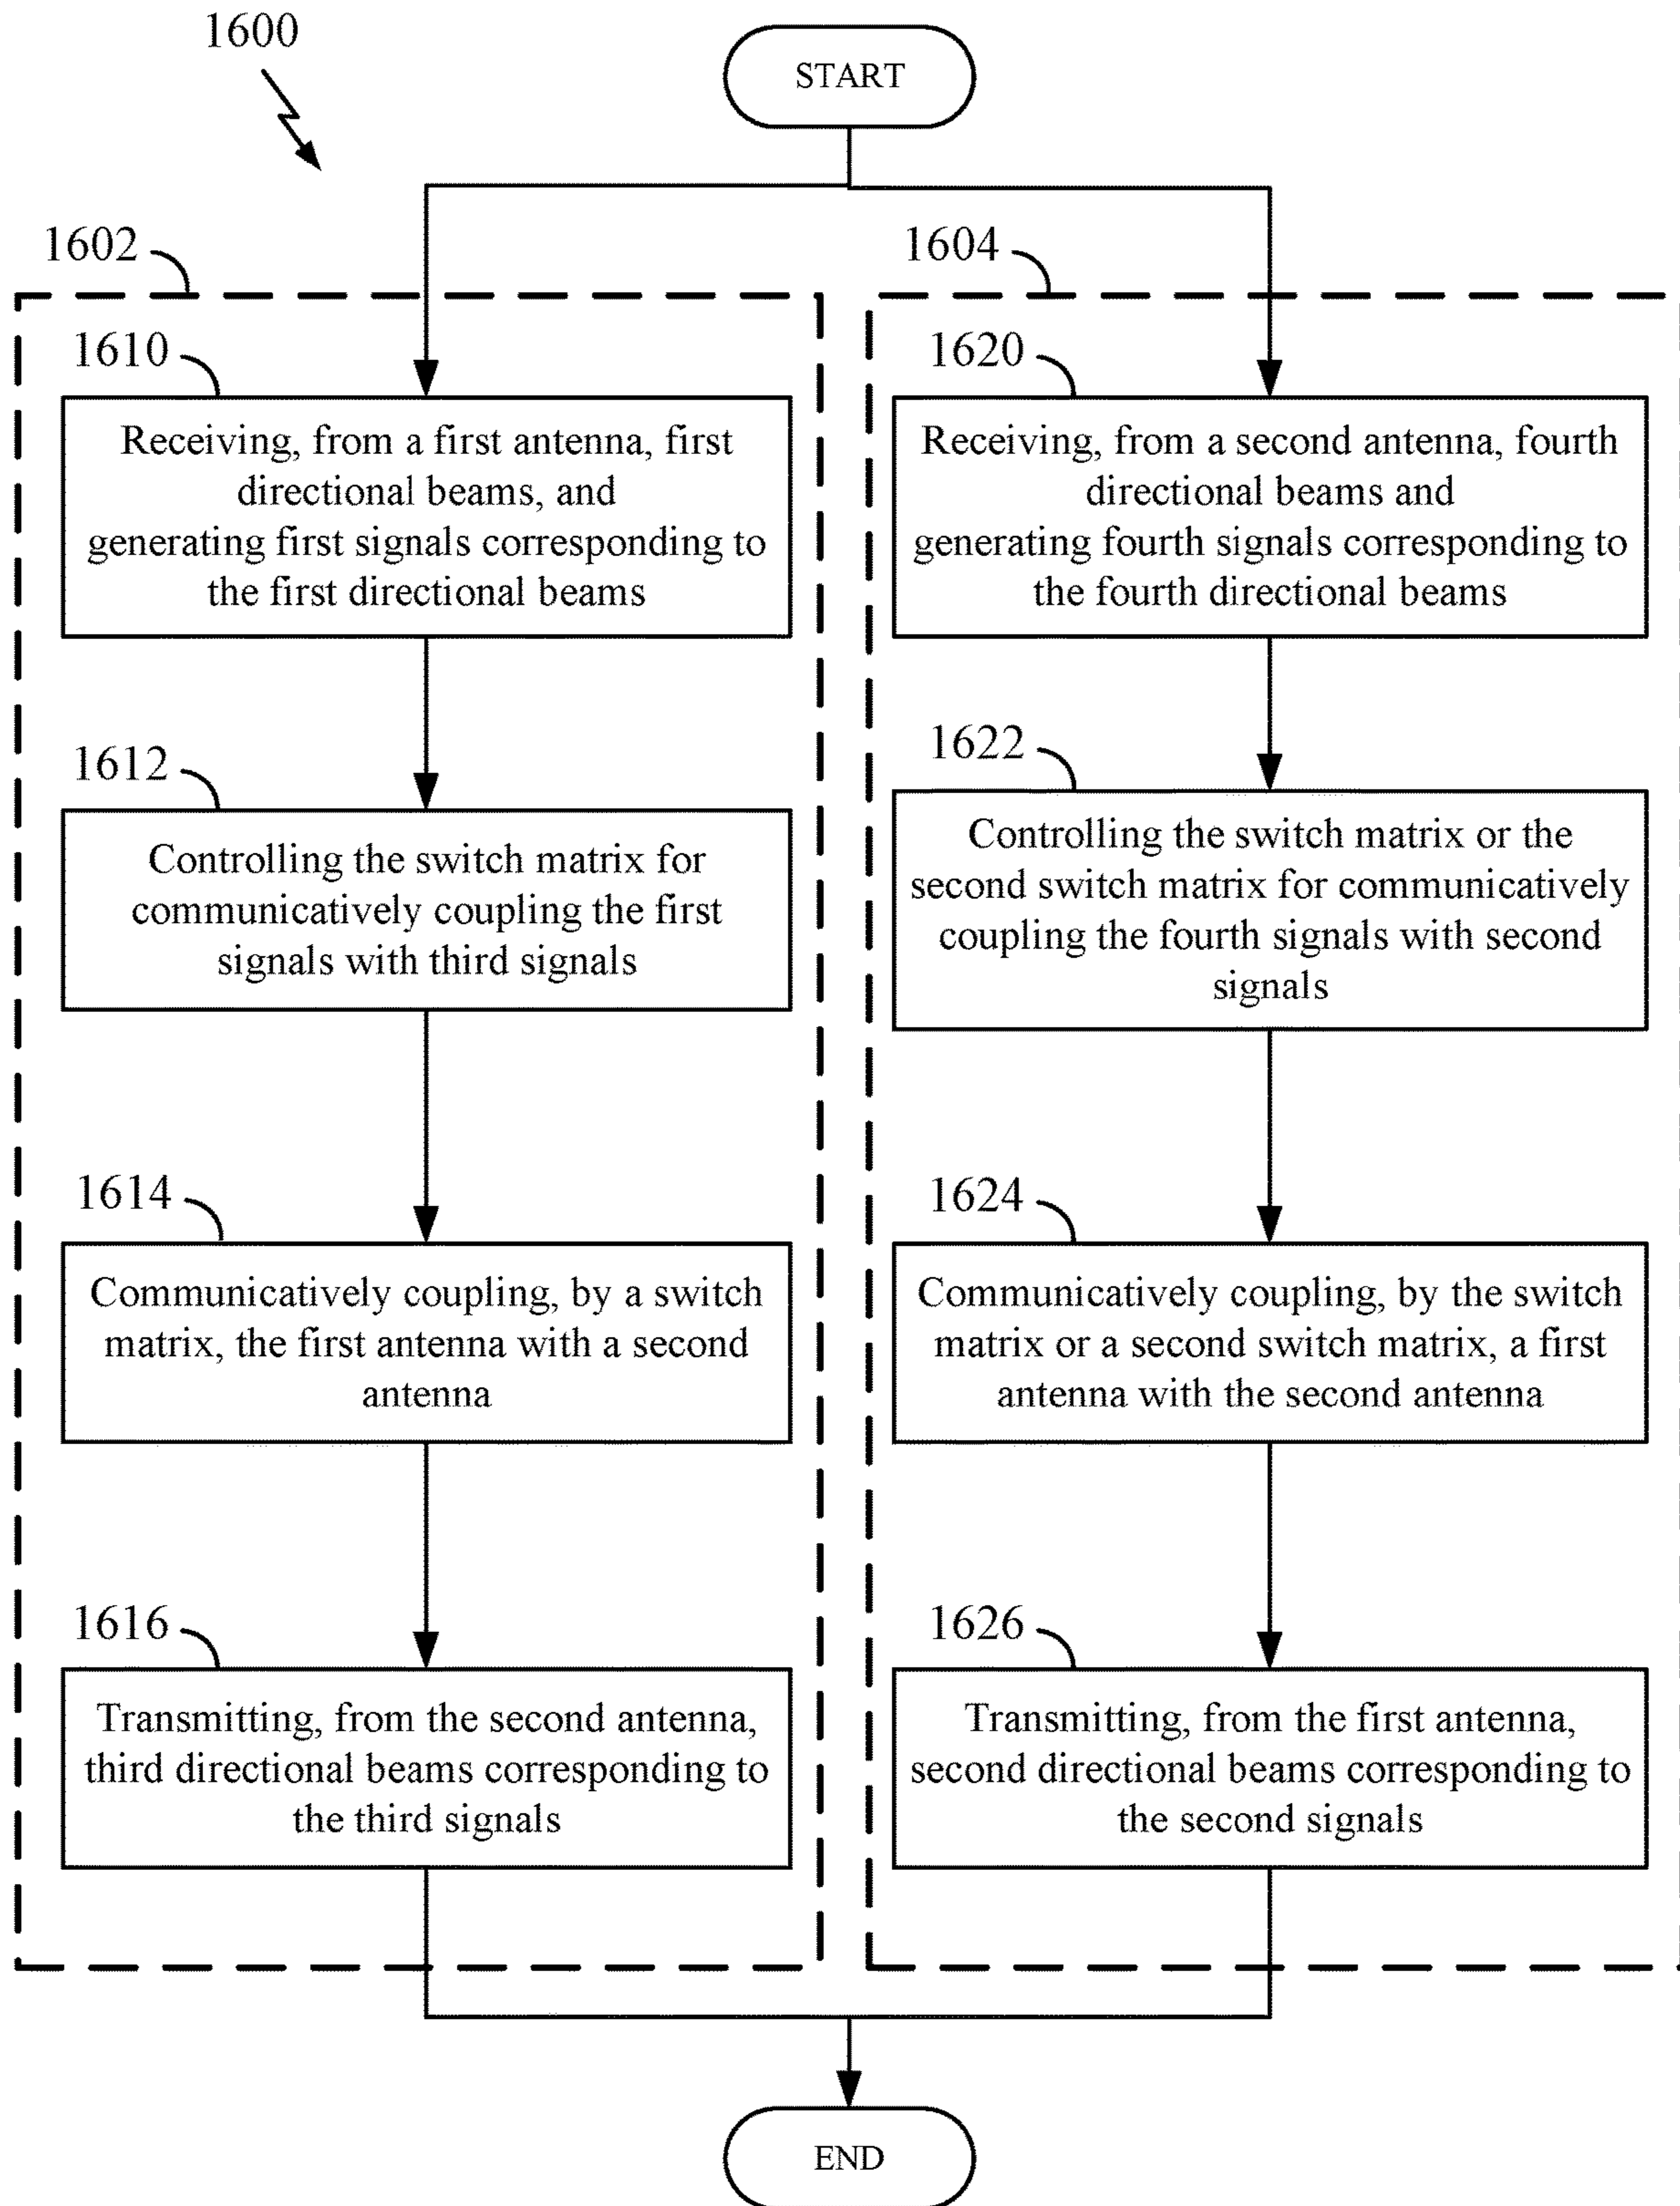 1600
START
1602
1604
1610
Receiving, from a first antenna, first
directional beams, and
generating first signals corresponding to
the first directional beams
1620
Receiving, from a second antenna, fourth
directional beams and
generating fourth signals corresponding to
the fourth directional beams
1612
Controlling the switch matrix for
communicatively coupling the first
signals with third signals
1622
Controlling the switch matrix or the
second switch matrix for communicatively
coupling the fourth signals with second
signals
1614
Communicatively coupling, by a switch
matrix, the first antenna with a second
antenna
1624
Communicatively coupling, by the switch
matrix or a second switch matrix, a first
antenna with the second antenna
1616
Transmitting, from the second antenna,
third directional beams corresponding to
the third signals
1626
Transmitting, from the first antenna,
second directional beams corresponding to
the second signals
END